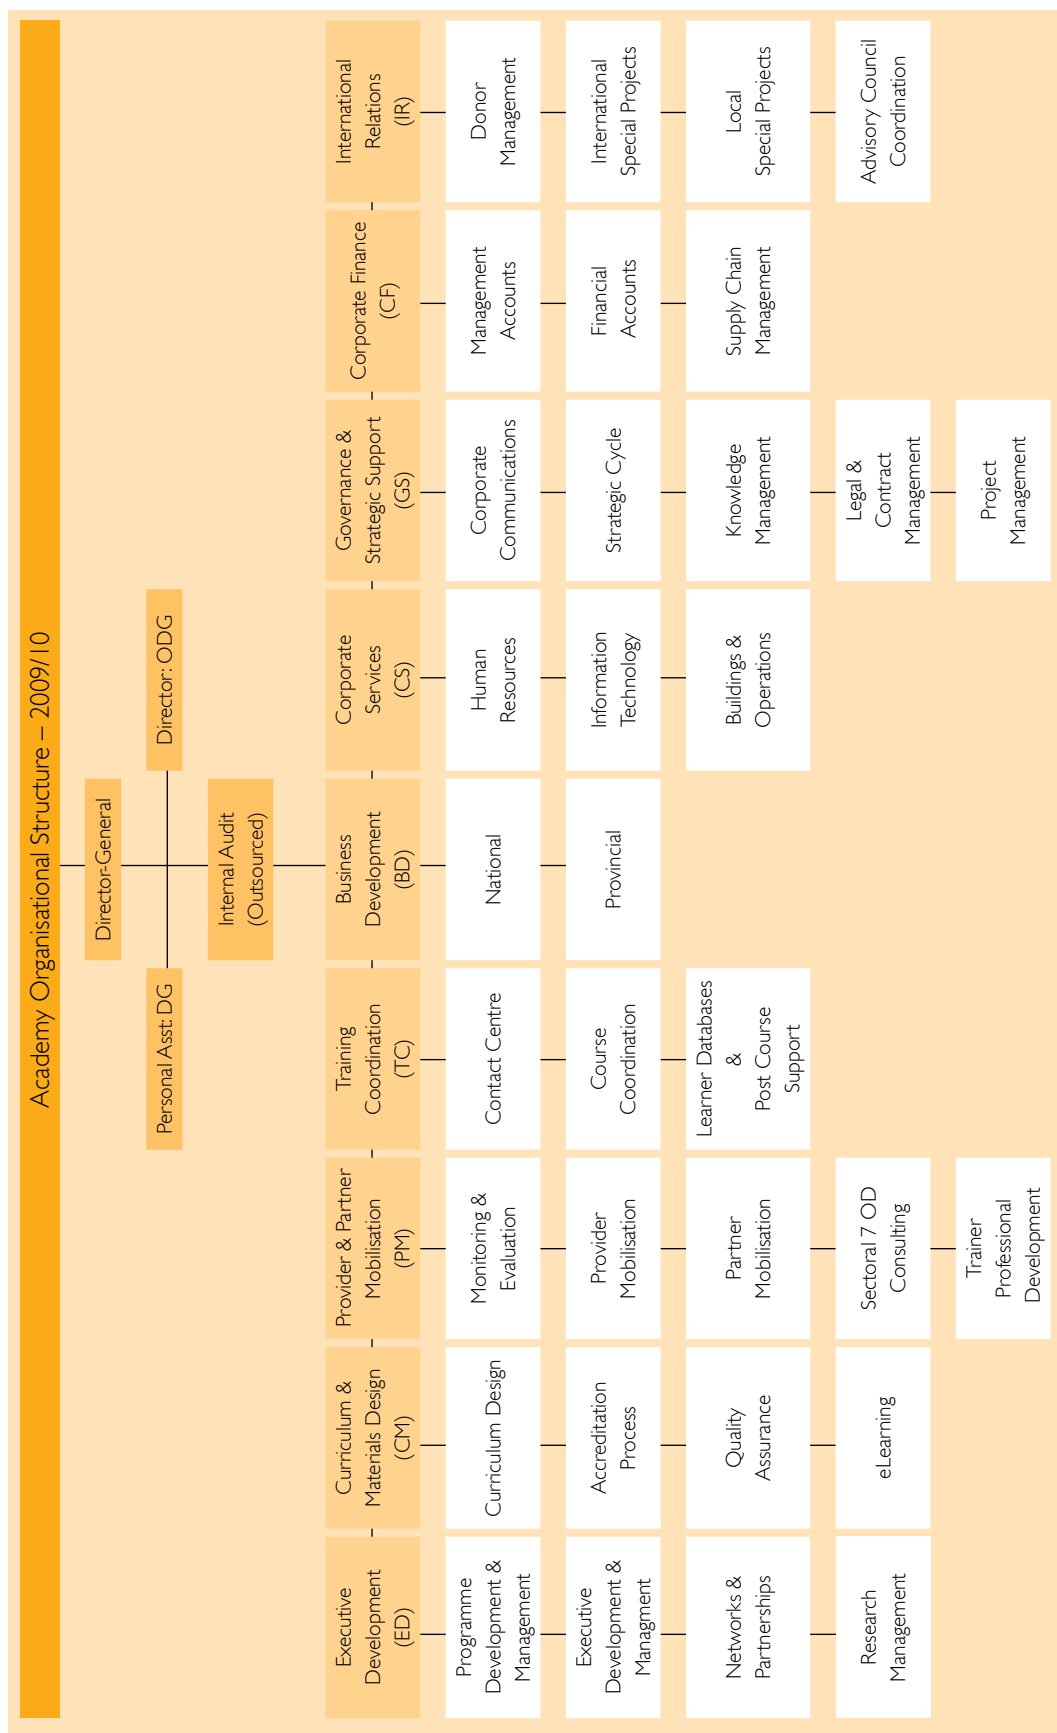 Academy Organisational Structure – 2009/10
Director-General
Personal Asst: DG
Director: ODG
Internal Audit
(Outsourced)
Executive
Development
(ED)
Programme
Development &
Management
Executive
Development &
Managment
Networks &
Partnerships
Research
Management
Curriculum &
Materials Design
(CM)
Curriculum Design
Accreditation
Process
Quality
Assurance
eLearning
Provider & Partner
Mobilisation
(PM)
Monitoring &
Evaluation
Provider
Mobilisation
Partner
Mobilisation
Sectoral 7 OD
Consulting
Trainer
Professional
Development
Training
Coordination
(TC)
Contact Centre
Course
Coordination
Learner Databases
&
Post Course
Support
Business
Development
(BD)
National
Provincial
Corporate
Services
(CS)
Human
Resources
Information
Technology
Buildings &
Operations
Governance &
Strategic Support
(GS)
Corporate
Communications
Strategic Cycle
Knowledge
Management
Legal &
Contract
Management
Project
Management
Corporate Finance
(CF)
Management
Accounts
Financial
Accounts
Supply Chain
Management
International
Relations
(IR)
Donor
Management
International
Special Projects
Local
Special Projects
Advisory Council
Coordination